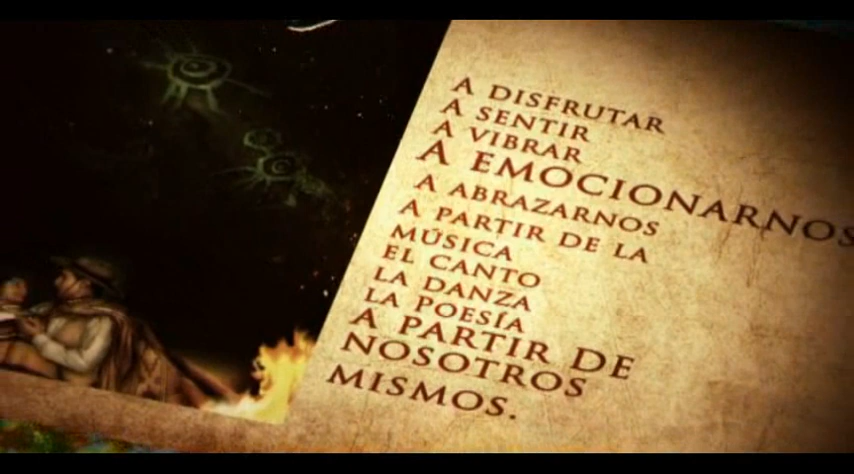 A DISFRUTAR
A SENTIR
A VIBRAR
A EMOCIONARNOS
A ABRAZARNOS
A PARTIR DE LA
MÚSICA
EL CANTO
LA DANZA
LA POESÍA
A PARTIR DE
NOSOTROS
MISMOS.